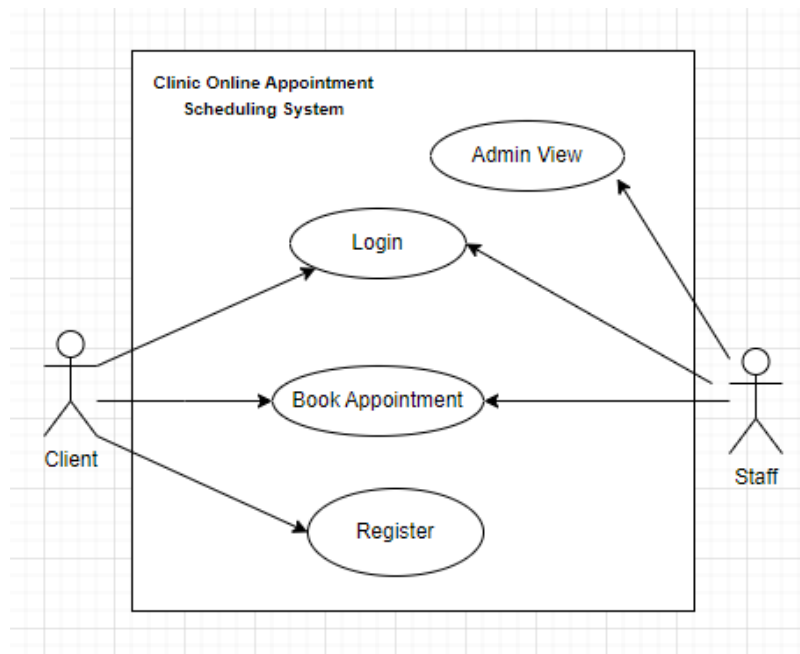 Clinic Online Appointment
Scheduling System
Admin View
Login
Book Appointment
Client
Staff
Register